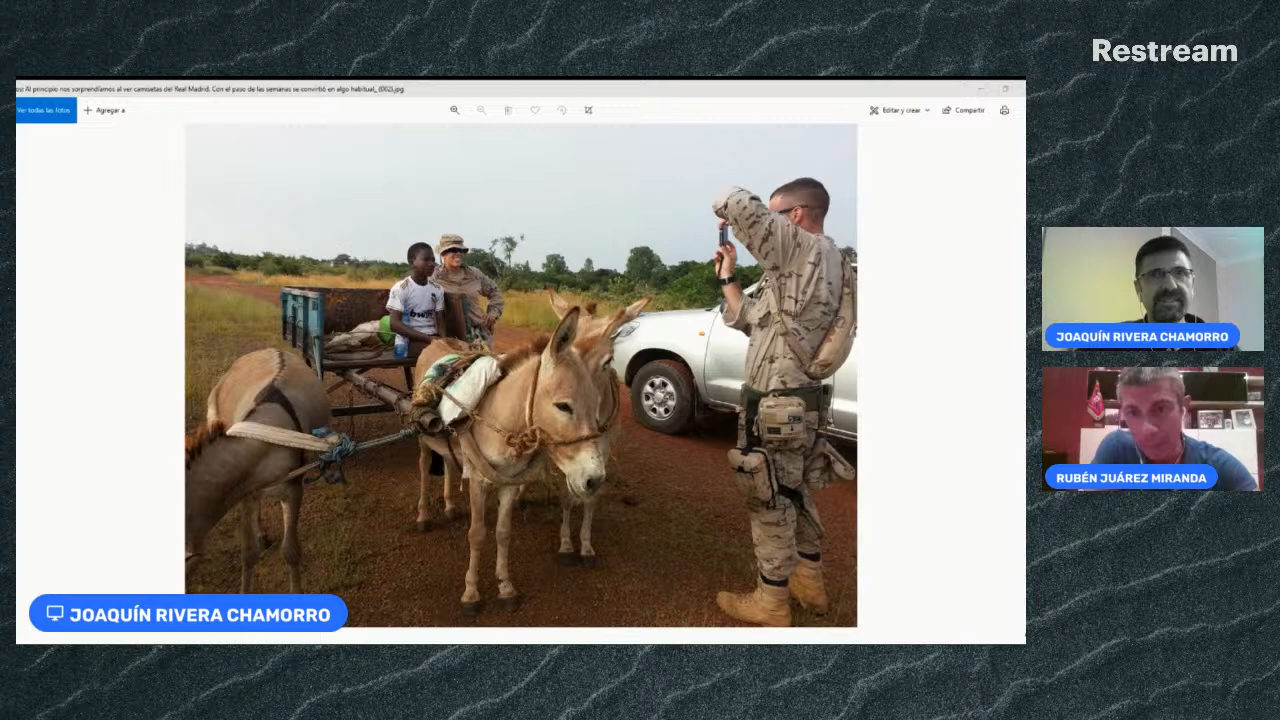 Restream
Al principio nos sorprendíamos al ver camisetas del Real Madrid. Con el paso de las semanas se convirtió en algo habitual_ (002).jpg
Ver todas las fotos
Agregar a
Editar y crear
Compartir
bwin
JOAQUÍN RIVERA CHAMORRO
RUBÉN JUÁREZ MIRANDA
JOAQUÍN RIVERA CHAMORRO